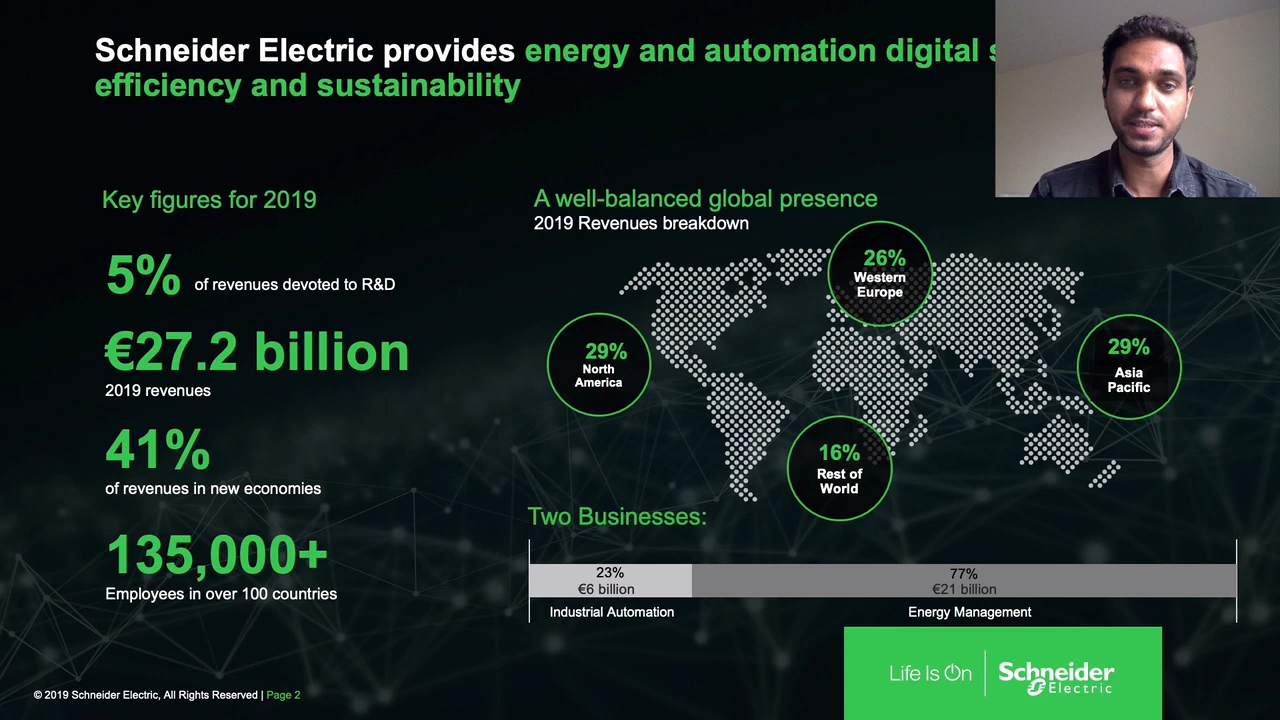 Schneider Electric provides energy and automation digital
efficiency and sustainability
Key figures for 2019
5% of revenues devoted to R&D
€27.2 billion
2019 revenues
41%
of revenues in new economies
135,000+
Employees in over 100 countries
A well-balanced global presence
2019 Revenues breakdown
26%
Western
Europe
29%
North
America
29%
Asia
Pacific
16%
Rest of
World
Two Businesses:
23%
€6 billion
Industrial Automation
77%
€21 billion
Energy Management
© 2019 Schneider Electric, All Rights Reserved | Page 2
Life Is On
Schneider
Electric